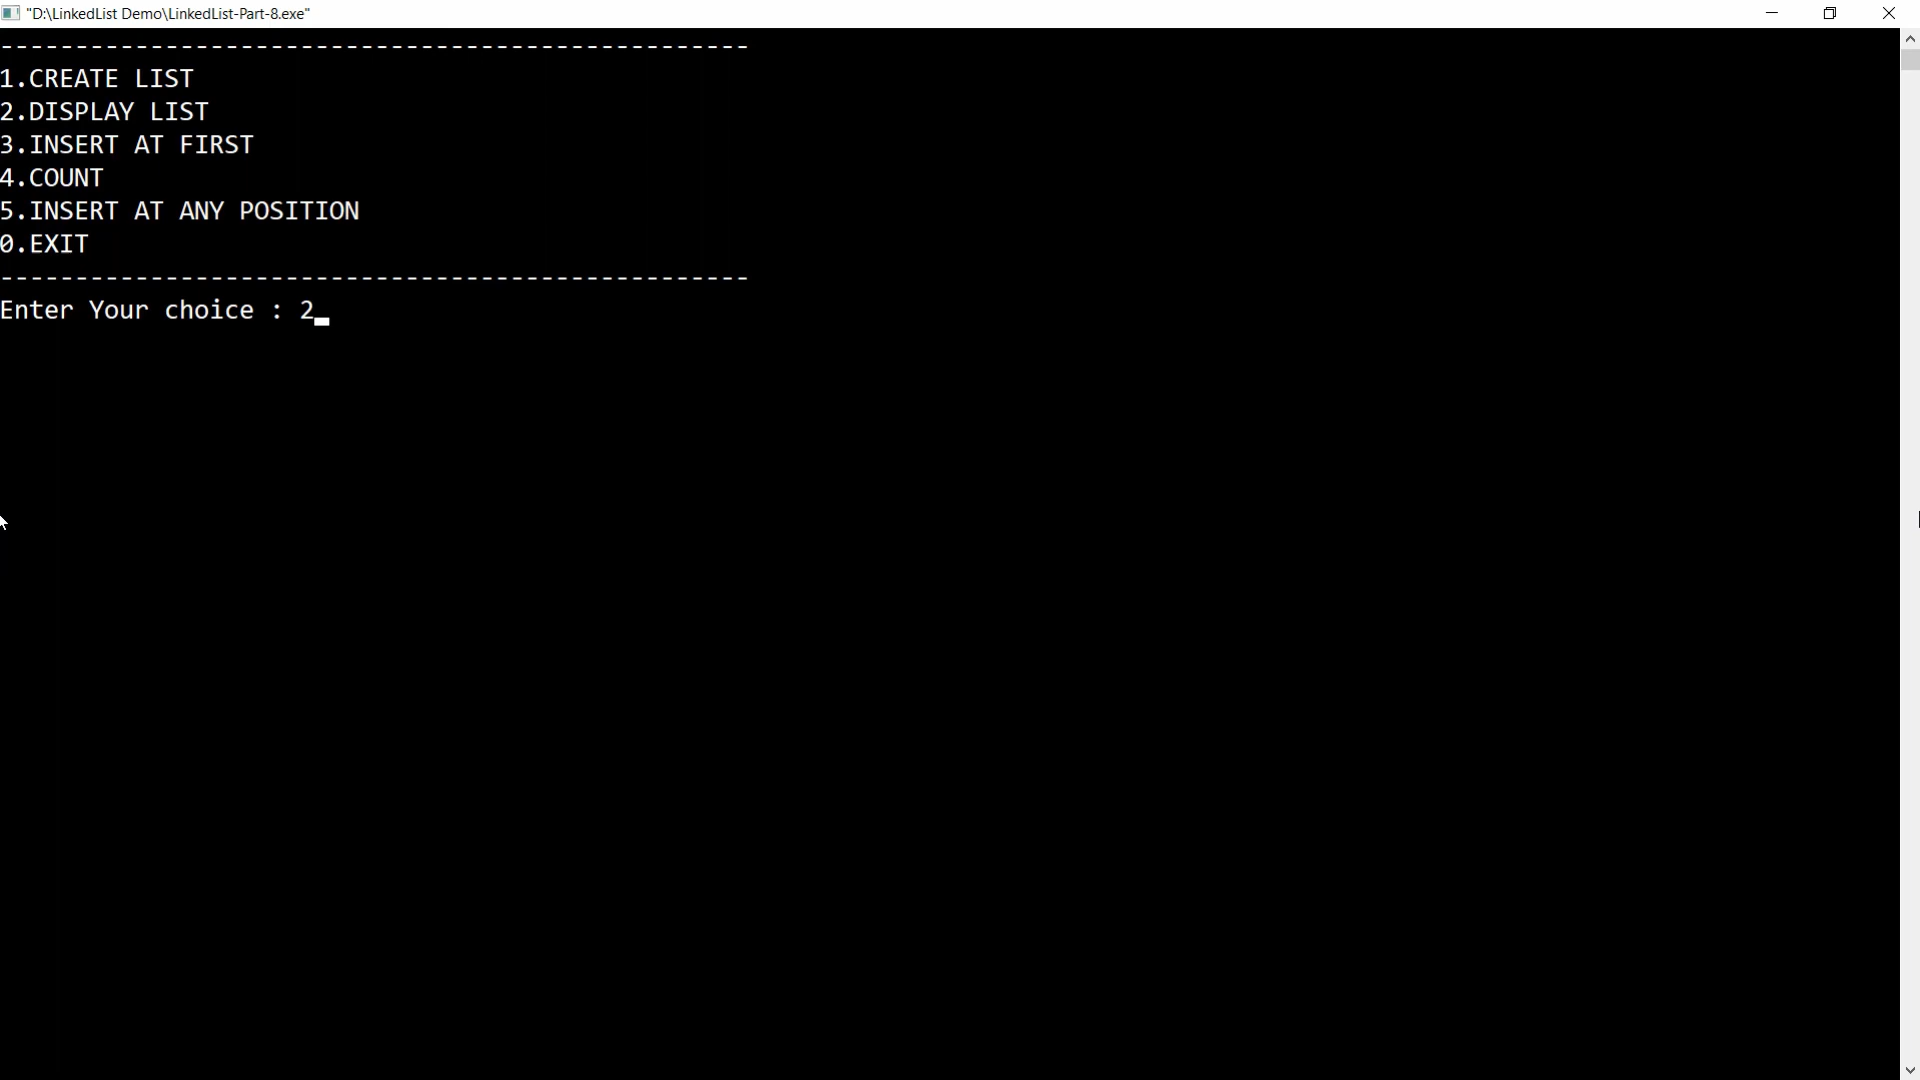 "D:\LinkedList Demo\LinkedList-Part-8.exe"
--------------------------------------------------
1.CREATE LIST
2.DISPLAY LIST
3.INSERT AT FIRST
4.COUNT
5.INSERT AT ANY POSITION
0.EXIT
--------------------------------------------------
Enter Your choice : 2